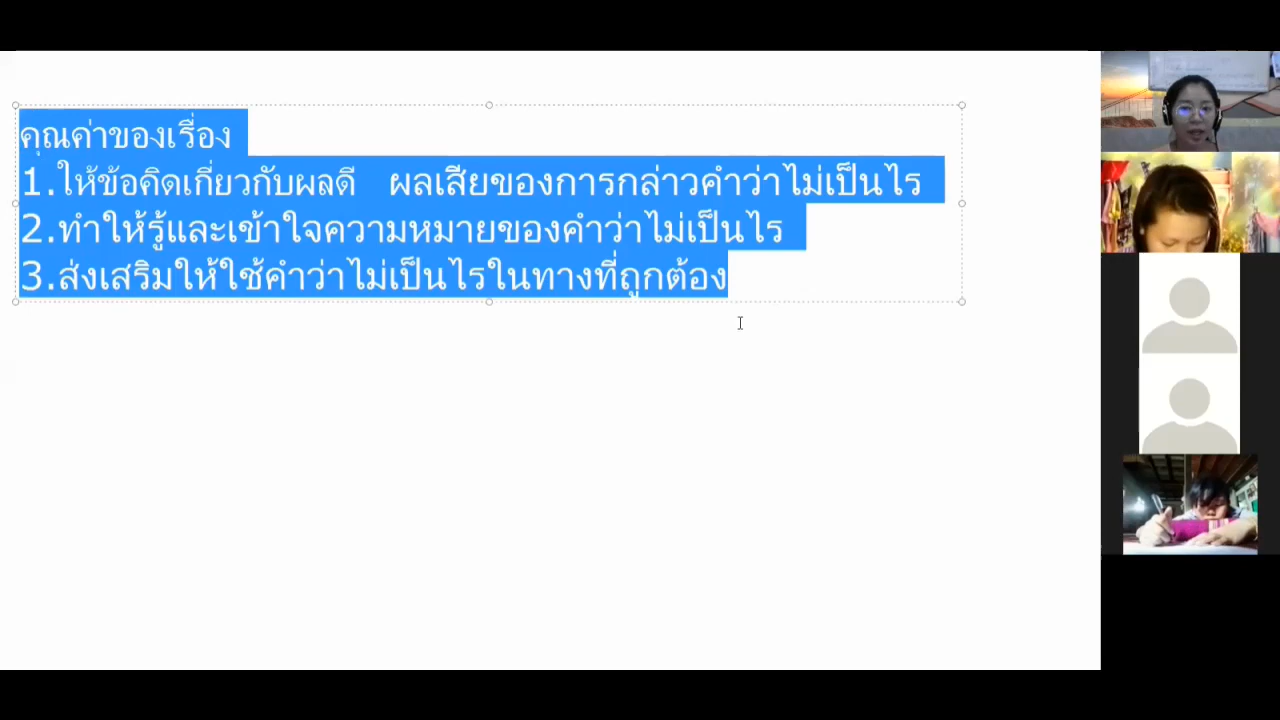 คุณค่าของเรื่อง
1.ให้ข้อคิดเกี่ยวกับผลดี ผลเสียของการกล่าวคำว่าไม่เป็นไร
2.ทำให้รู้และเข้าใจความหมายของคำว่าไม่เป็นไร
3.ส่งเสริมให้ใช้คำว่าไม่เป็นไรในทางที่ถูกต้อง